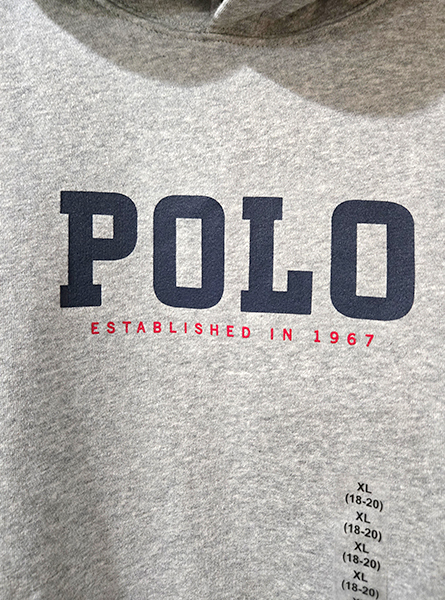 POLO
ESTABLISHED IN 1967
XL
(18-20)
XL
(18-20)
XL
(18-20)
XL
(18-20)